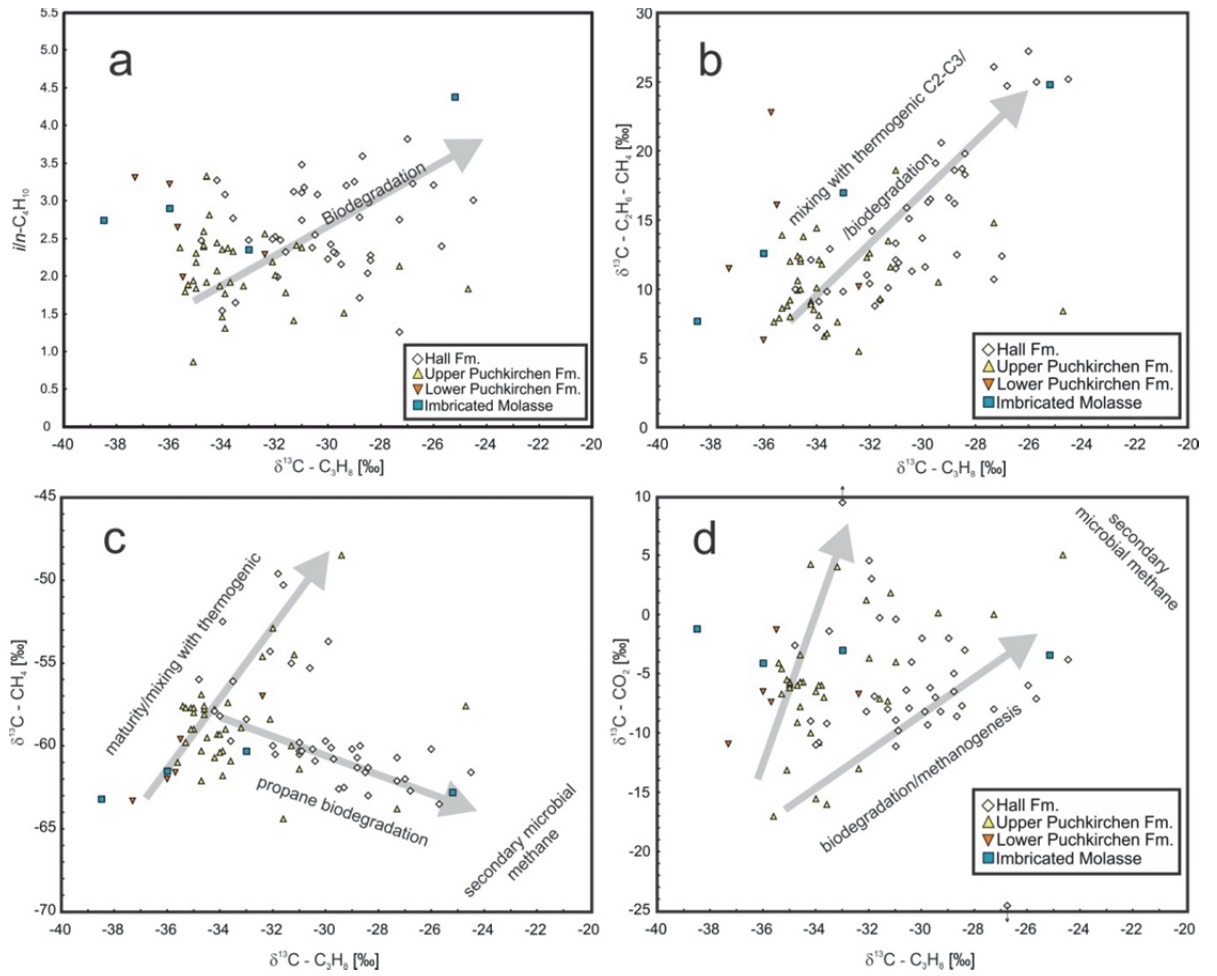 a
5.5
5.0
4.5
4.0
3.5
3.0
2.5
2.0
1.5
1.0
0.5
0
i/n-C₄H₁₀
Biodegradation
Hall Fm.
Upper Puchkirchen Fm.
Lower Puchkirchen Fm.
Imbricated Molasse
-40 -38 -36 -34 -32 -30 -28 -26 -24 -22 -20
δ¹³C - C₃H₈ [‰]
b
30
25
20
15
10
5
0
δ¹³C - C₂H₆ - CH₄ [‰]
mixing with thermogenic C2-C3/
/biodegradation
Hall Fm.
Upper Puchkirchen Fm.
Lower Puchkirchen Fm.
Imbricated Molasse
-40 -38 -36 -34 -32 -30 -28 -26 -24 -22 -20
δ¹³C - C₃H₈ [‰]
c
-45
-50
-55
-60
-65
-70
δ¹³C - CH₄ [‰]
maturity/mixing with thermogenic
propane biodegradation
secondary microbial
methane
-40 -38 -36 -34 -32 -30 -28 -26 -24 -22 -20
δ¹³C - C₃H₈ [‰]
d
10
5
0
-5
-10
-15
-20
-25
δ¹³C - CO₂ [‰]
secondary
microbial methane
biodegradation/methanogenesis
Hall Fm.
Upper Puchkirchen Fm.
Lower Puchkirchen Fm.
Imbricated Molasse
-40 -38 -36 -34 -32 -30 -28 -26 -24 -22 -20
δ¹³C - C₃H₈ [‰]